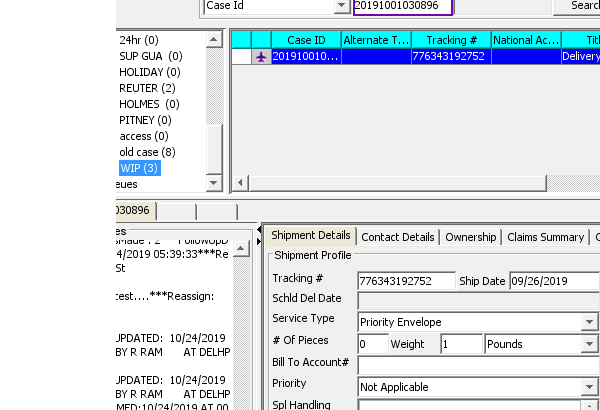 Case Id 20191001030896 Searc
24hr (0)
SUP GUA (0)
HOLIDAY (0)
REUTER (2)
HOLMES (0)
PITNEY (0)
access (0)
old case (8)
WIP (3)
eues
Case ID Alternate T... Tracking # National Ac... Titl
201910010... 776343192752 Delivery
030896
es
Made : 2 FollowUpD
4/2019 05:39:33***Re
St
test....***Reassign:
UPDATED: 10/24/2019
BY R RAM AT DELHP
UPDATED: 10/24/2019
BY R RAM AT DELHP
MED:10/24/2019 AT 00
Shipment Details Contact Details Ownership Claims Summary C
Shipment Profile
Tracking # 776343192752 Ship Date 09/26/2019
Schld Del Date
Service Type Priority Envelope
# Of Pieces 0 Weight 1 Pounds
Bill To Account#
Priority Not Applicable
Spl Handling